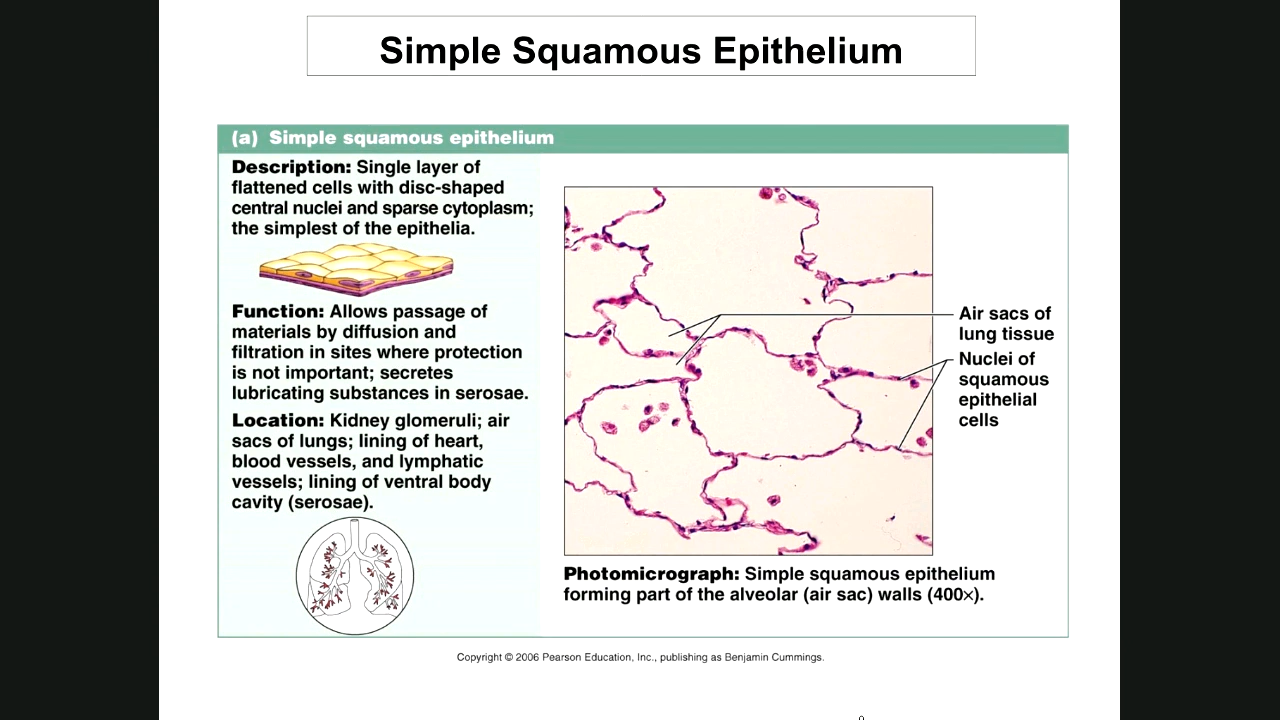 Simple Squamous Epithelium
(a) Simple squamous epithelium
Description: Single layer of
flattened cells with disc-shaped
central nuclei and sparse cytoplasm;
the simplest of the epithelia.
Function: Allows passage of
materials by diffusion and
filtration in sites where protection
is not important; secretes
lubricating substances in serosae.
Location: Kidney glomeruli; air
sacs of lungs; lining of heart,
blood vessels, and lymphatic
vessels; lining of ventral body
cavity (serosae).
Air sacs of
lung tissue
Nuclei of
squamous
epithelial
cells
Photomicrograph: Simple squamous epithelium
forming part of the alveolar (air sac) walls (400×).
Copyright © 2006 Pearson Education, Inc., publishing as Benjamin Cummings.